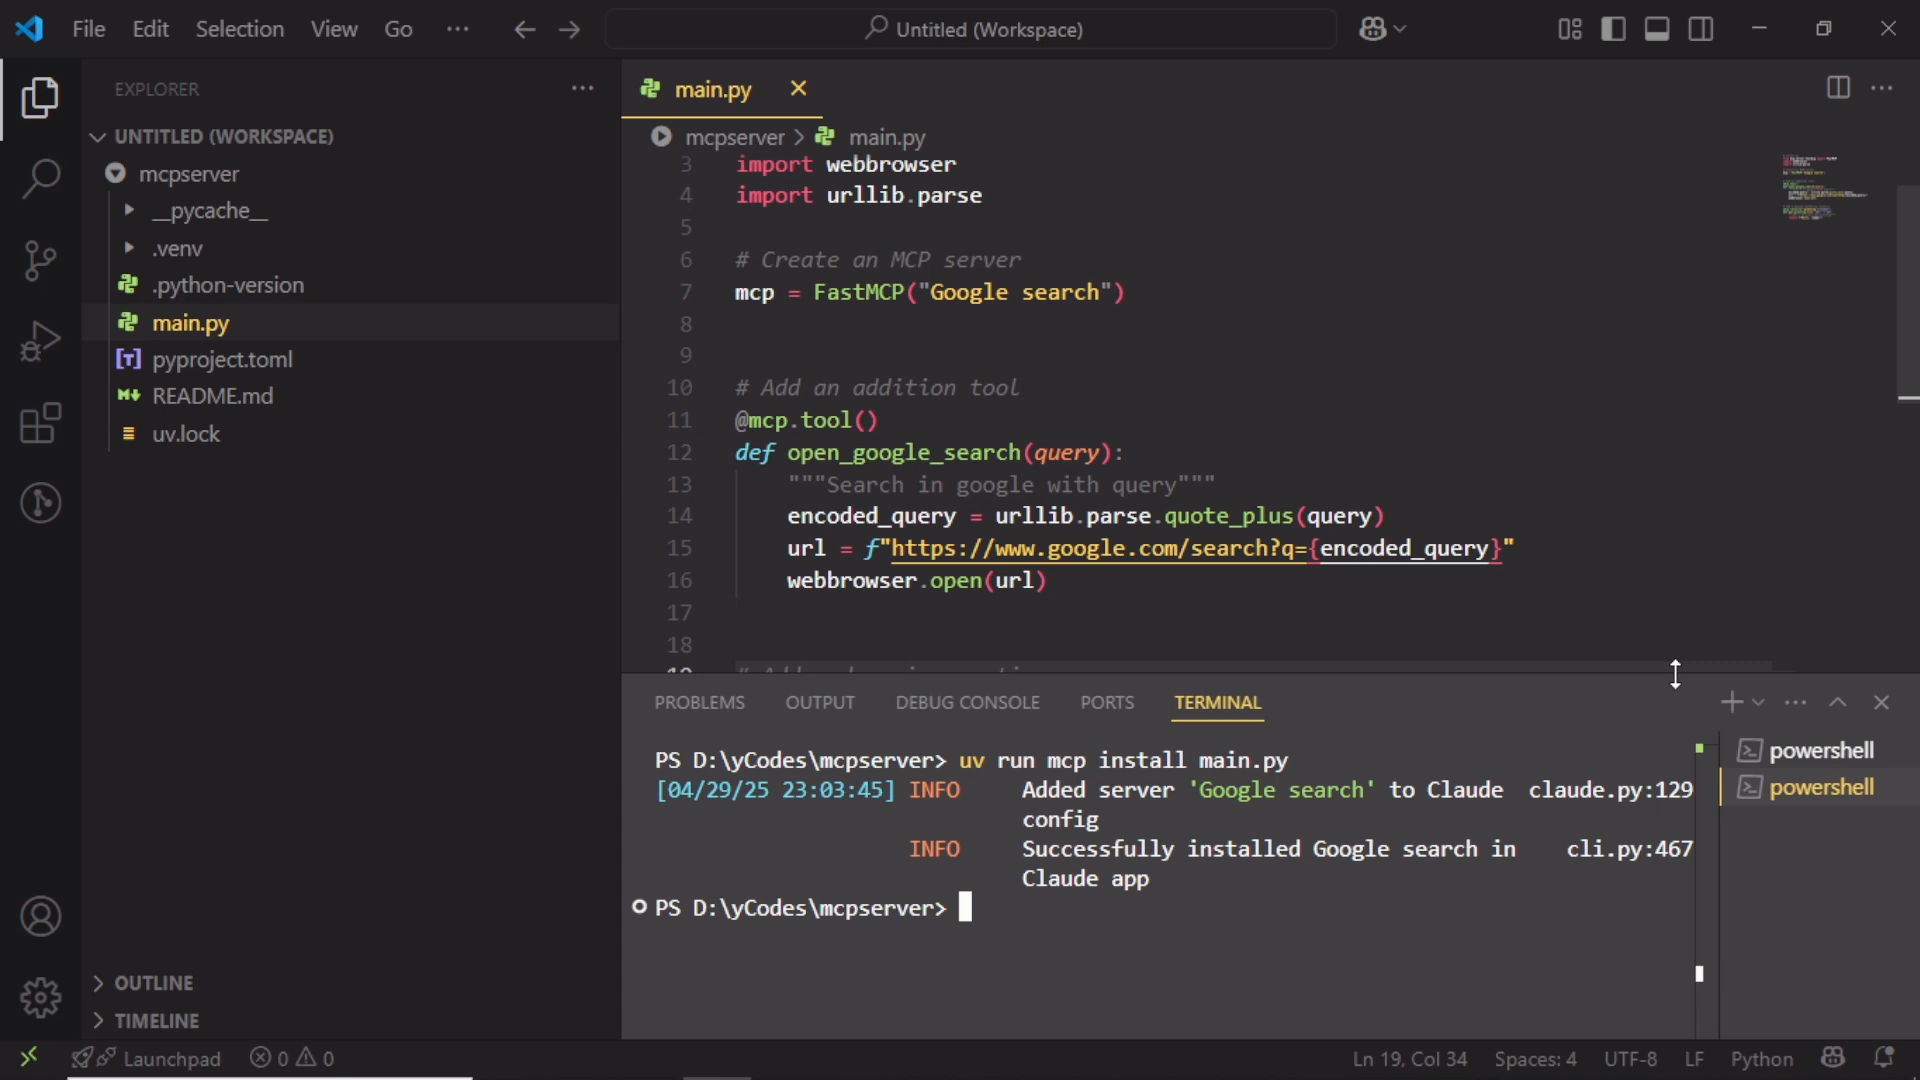 File Edit Selection View Go ··· Untitled (Workspace)
EXPLORER
UNTITLED (WORKSPACE)
mcpserver
__pycache__
.venv
.python-version
main.py
pyproject.toml
README.md
uv.lock
OUTLINE
TIMELINE
main.py
mcpserver > main.py
3 import webbrowser
4 import urllib.parse
5
6 # Create an MCP server
7 mcp = FastMCP("Google search")
8
9
10 # Add an addition tool
11 @mcp.tool()
12 def open_google_search(query):
13 """Search in google with query"""
14 encoded_query = urllib.parse.quote_plus(query)
15 url = f"https://www.google.com/search?q={encoded_query}"
16 webbrowser.open(url)
17
18
PROBLEMS OUTPUT DEBUG CONSOLE PORTS TERMINAL
PS D:\yCodes\mcpserver> uv run mcp install main.py
[04/29/25 23:03:45] INFO Added server 'Google search' to Claude claude.py:129
config
INFO Successfully installed Google search in cli.py:467
Claude app
PS D:\yCodes\mcpserver>
powershell
powershell
Launchpad 0 0 Ln 19, Col 34 Spaces: 4 UTF-8 LF Python